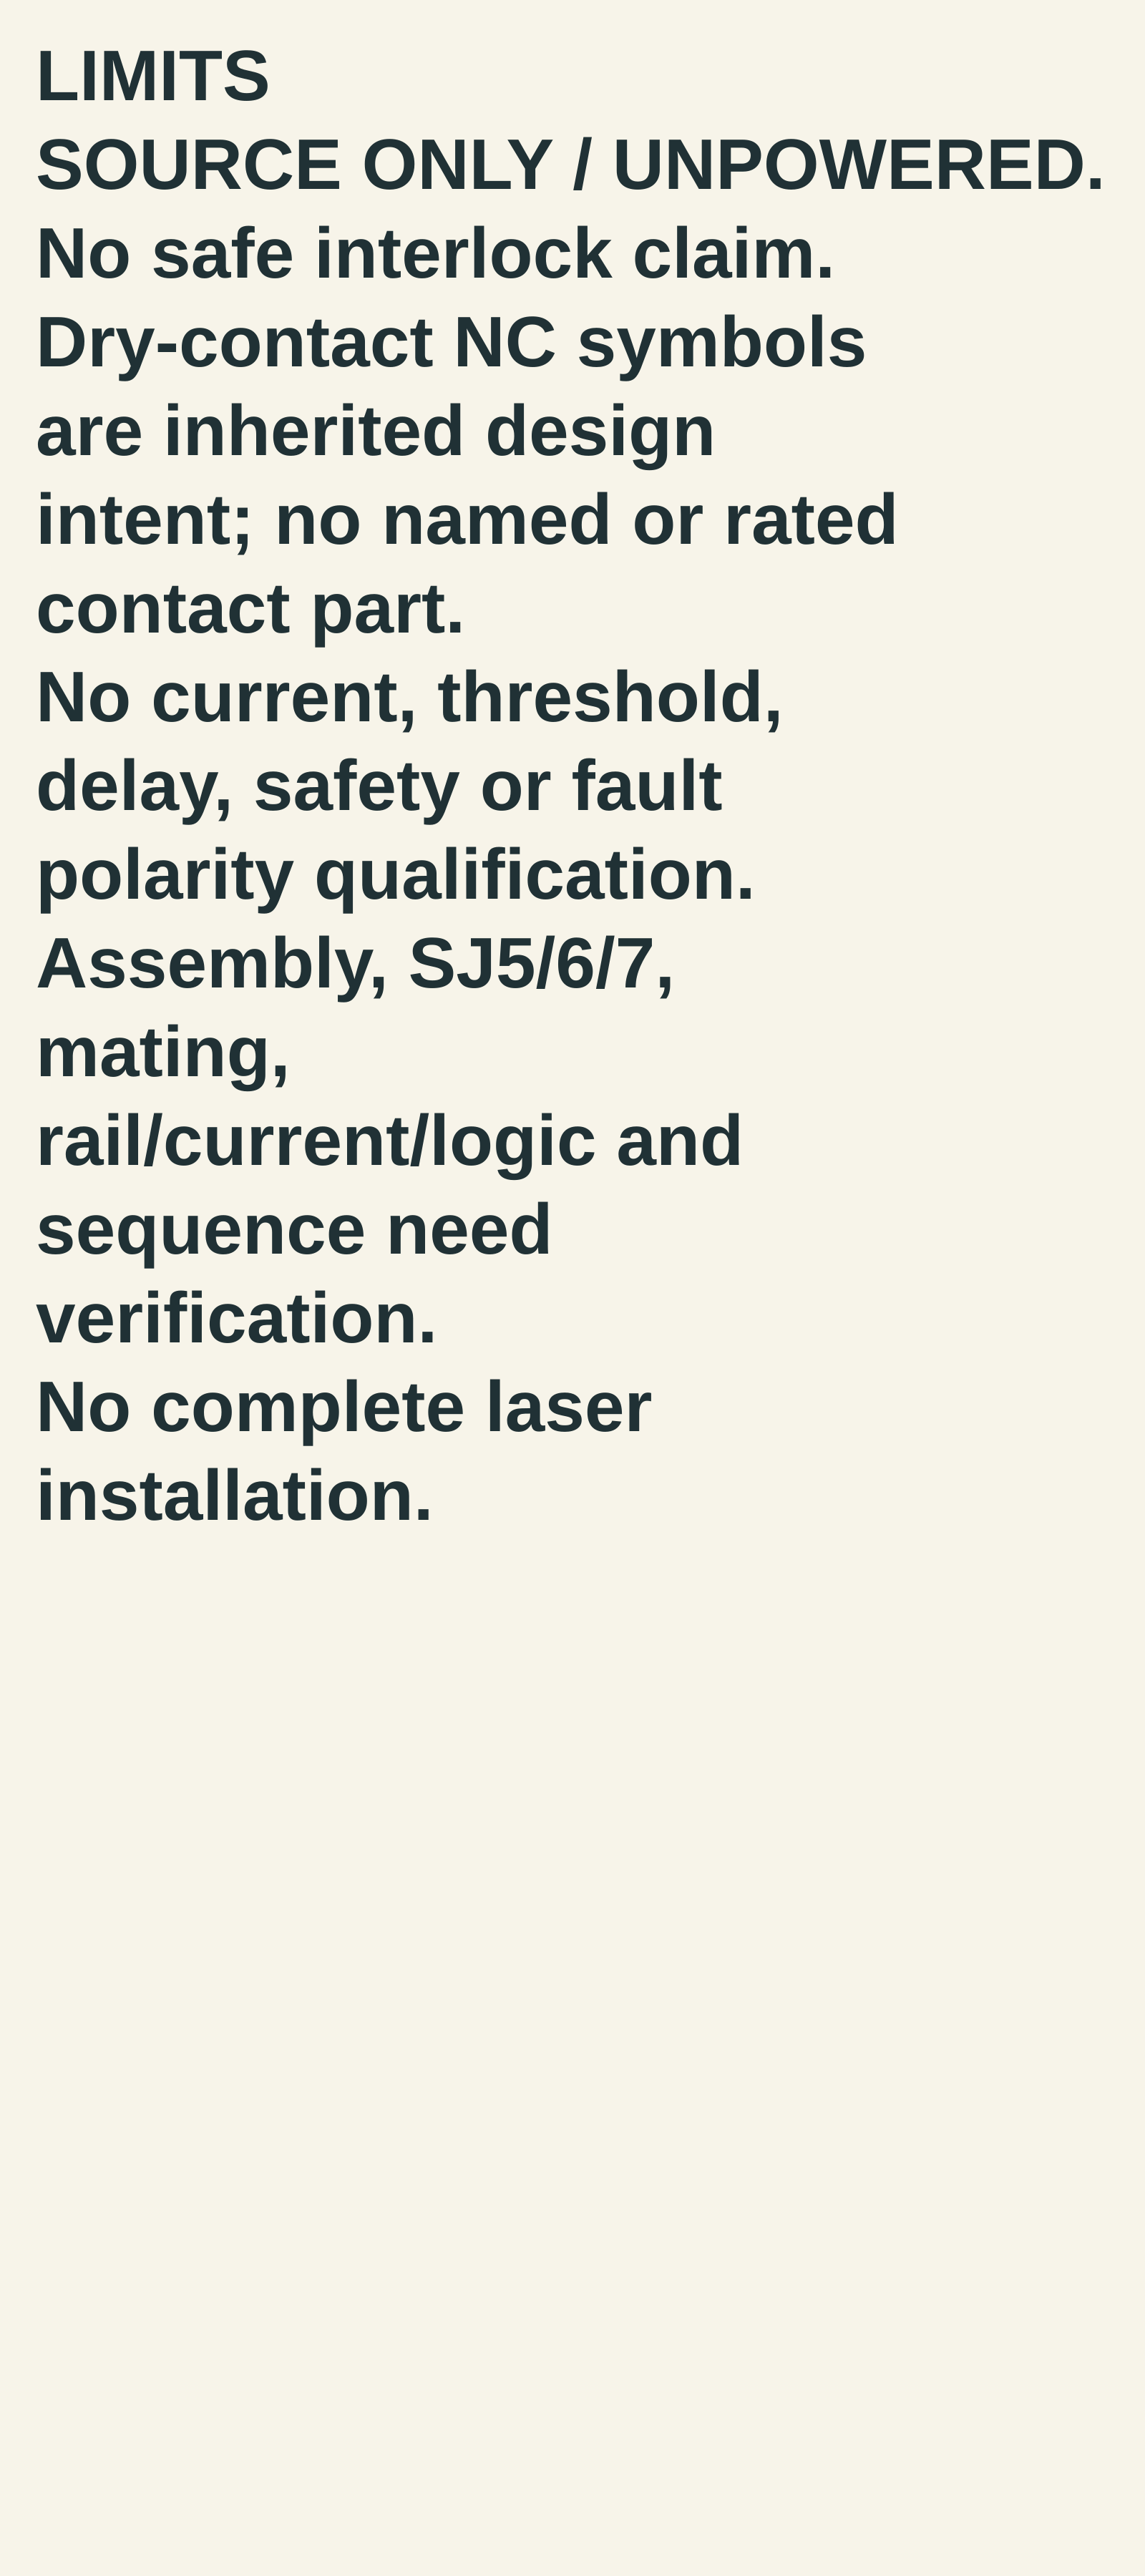 LIMITS
SOURCE ONLY / UNPOWERED.
No safe interlock claim.
Dry-contact NC symbols
are inherited design
intent; no named or rated
contact part.
No current, threshold,
delay, safety or fault
polarity qualification.
Assembly, SJ5/6/7,
mating,
rail/current/logic and
sequence need
verification.
No complete laser
installation.